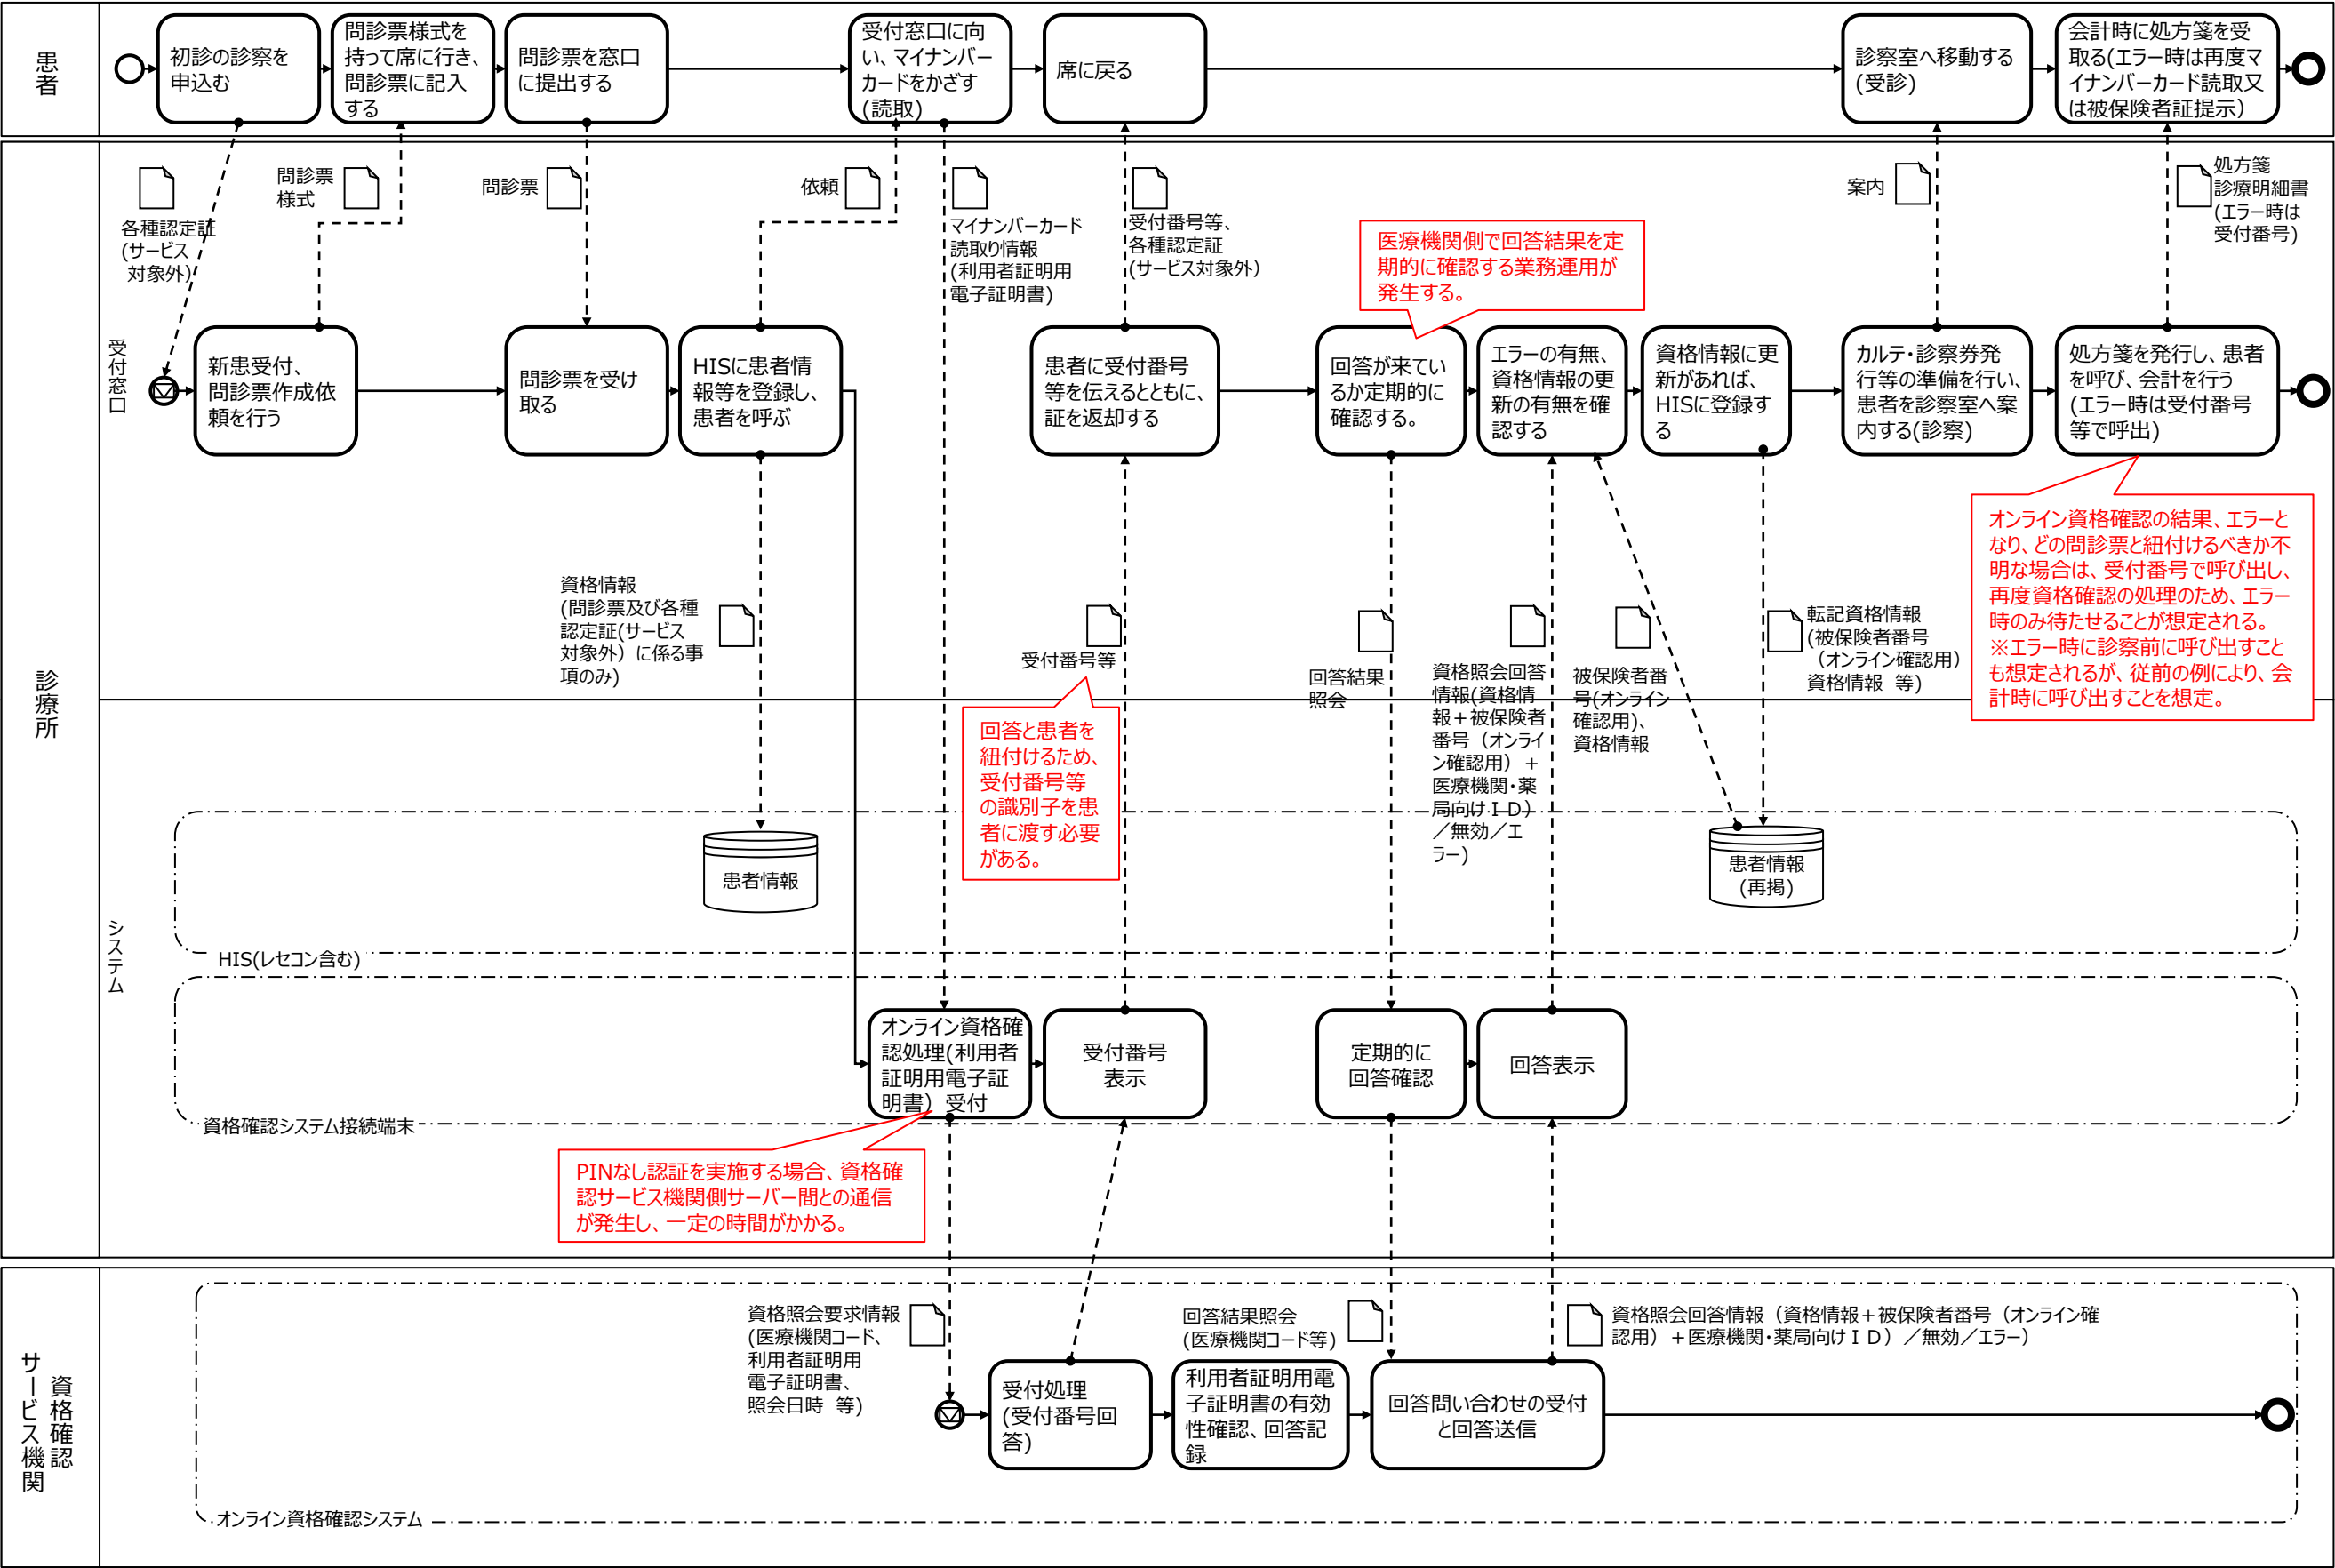 患者
初診の診察を
申込む
問診票様式を
持って席に行き、
問診票に記入
する
問診票を窓口
に提出する
受付窓口に向
い、マイナンバー
カードをかざす
(読取)
席に戻る
診察室へ移動する
(受診)
会計時に処方箋を受
取る(エラー時は再度マ
イナンバーカード読取又
は被保険者証提示）
診療所
受付窓口
各種認定証
(サービス
対象外)
問診票
様式
問診票
依頼
マイナンバーカード
読取り情報
(利用者証明用
電子証明書)
受付番号等、
各種認定証
(サービス対象外）
医療機関側で回答結果を定
期的に確認する業務運用が
発生する。
案内
処方箋
診療明細書
(エラー時は
受付番号)
新患受付、
問診票作成依
頼を行う
問診票を受け
取る
HISに患者情
報等を登録し、
患者を呼ぶ
患者に受付番号
等を伝えるとともに、
証を返却する
回答が来てい
るか定期的に
確認する。
エラーの有無、
資格情報の更
新の有無を確
認する
資格情報に更
新があれば、
HISに登録す
る
カルテ・診察券発
行等の準備を行い、
患者を診察室へ案
内する(診察)
処方箋を発行し、患者
を呼び、会計を行う
(エラー時は受付番号
等で呼出)
オンライン資格確認の結果、エラーと
なり、どの問診票と紐付けるべきか不
明な場合は、受付番号で呼び出し、
再度資格確認の処理のため、エラー
時のみ待たせることが想定される。
※エラー時に診察前に呼び出すこと
も想定されるが、従前の例により、会
計時に呼び出すことを想定。
資格情報
(問診票及び各種
認定証(サービス
対象外）に係る事
項のみ)
受付番号等
回答結果
照会
資格照会回答
情報(資格情
報＋被保険者
番号（オンライ
ン確認用）＋
医療機関・薬
局向けＩＤ）
／無効／エ
ラー)
被保険者番
号(オンライン
確認用)、
資格情報
転記資格情報
(被保険者番号
（オンライン確認用）
資格情報　等)
回答と患者を
紐付けるため、
受付番号等
の識別子を患
者に渡す必要
がある。
システム
患者情報
患者情報
(再掲)
HIS(レセコン含む)
オンライン資格確
認処理(利用者
証明用電子証
明書）受付
受付番号
表示
定期的に
回答確認
回答表示
資格確認システム接続端末
PINなし認証を実施する場合、資格確
認サービス機関側サーバー間との通信
が発生し、一定の時間がかかる。
資格確認
サービス機関
資格照会要求情報
(医療機関コード、
利用者証明用
電子証明書、
照会日時　等)
回答結果照会
(医療機関コード等)
資格照会回答情報（資格情報＋被保険者番号（オンライン確
認用）＋医療機関・薬局向けＩＤ）／無効／エラー）
受付処理
(受付番号回
答)
利用者証明用電
子証明書の有効
性確認、回答記
録
回答問い合わせの受付
と回答送信
オンライン資格確認システム